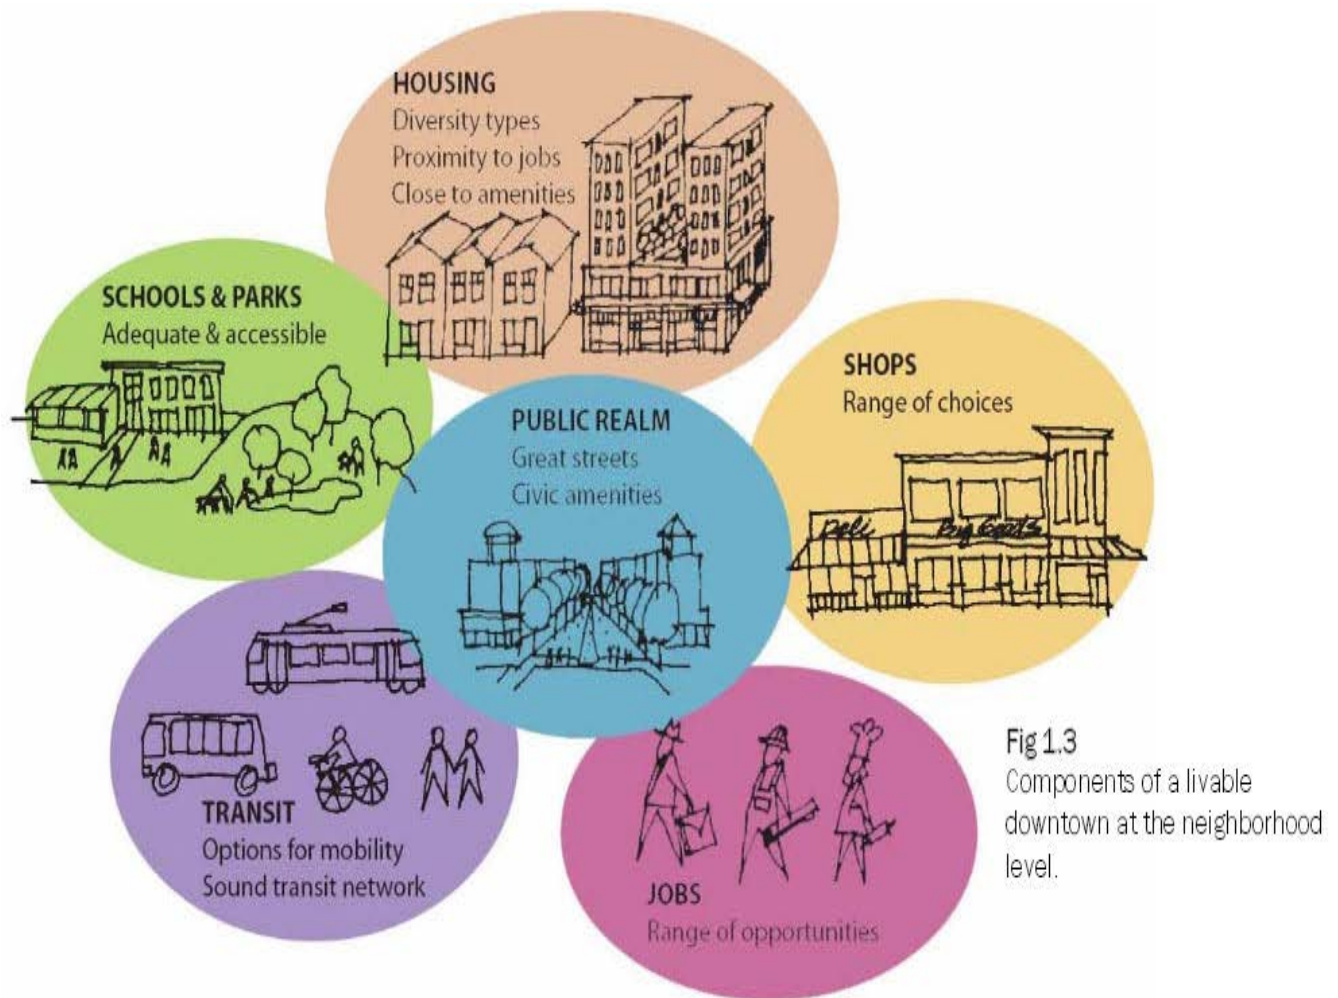 HOUSING
Diversity types
Proximity to jobs
Close to amenities
SCHOOLS & PARKS
Adequate & accessible
SHOPS
Range of choices
Deli
Big Goods
PUBLIC REALM
Great streets
Civic amenities
TRANSIT
Options for mobility
Sound transit network
JOBS
Range of opportunities
Fig 1.3
Components of a livable
downtown at the neighborhood
level.